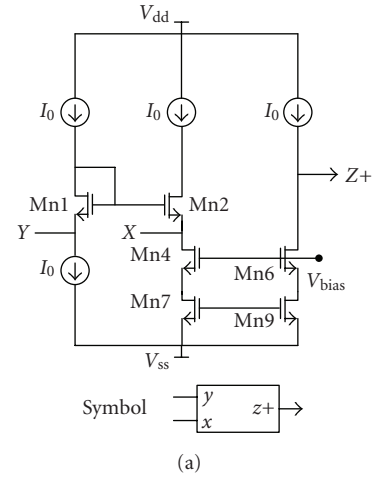 V_dd
I_0 I_0 I_0
Z+
Mn1 Mn2
Y X
Mn4 Mn6
I_0
V_bias
Mn7 Mn9
V_ss
Symbol
y z+
x
(a)